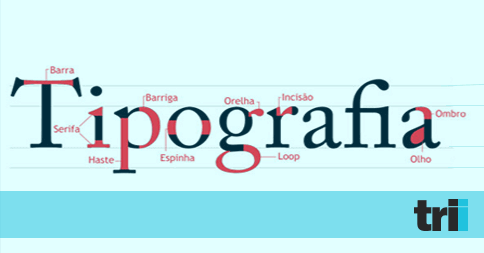 Barra
Tipografia
Barriga
Orelha
Incisão
Ombro
Serifa
Haste
Espinha
Loop
Olho
trii